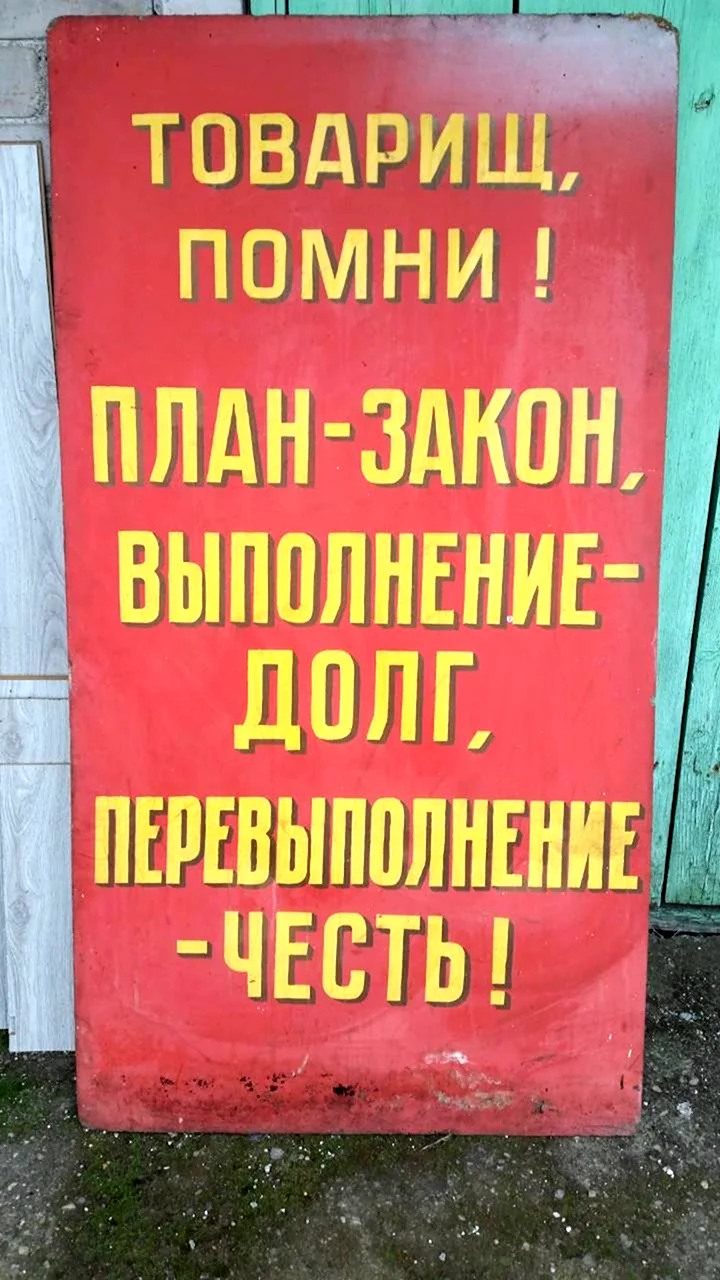 ТОВАРИЩ,
ПОМНИ!
ПЛАН-ЗАКОН,
ВЫПОЛНЕНИЕ-
ДОЛГ,
ПЕРЕВЫПОЛНЕНИЕ
-ЧЕСТЬ!